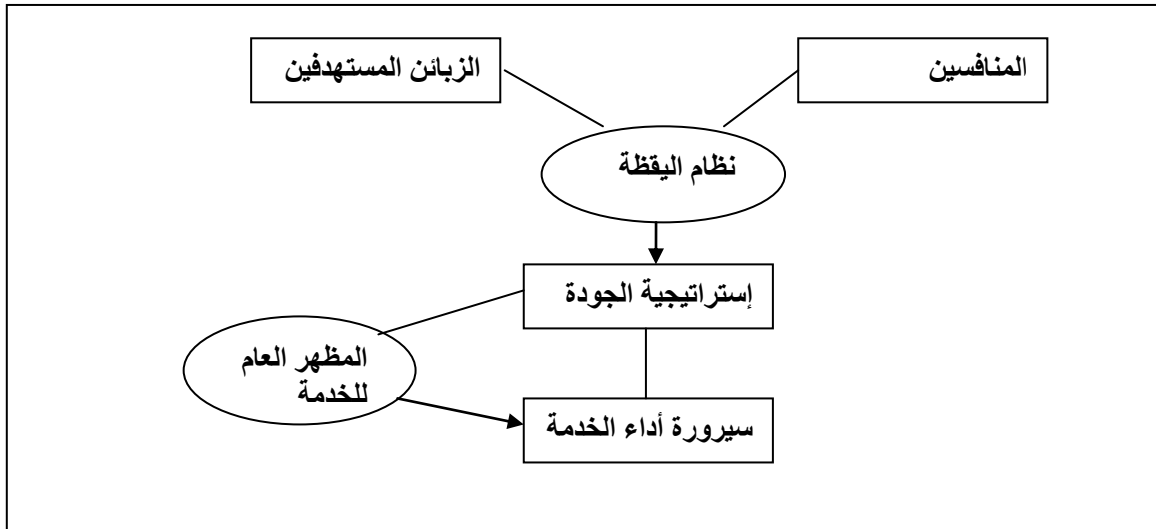 المنافسين
الزبائن المستهدفين
نظام اليقظة
إستراتيجية الجودة
المظهر العام
للخدمة
سيرورة أداء الخدمة